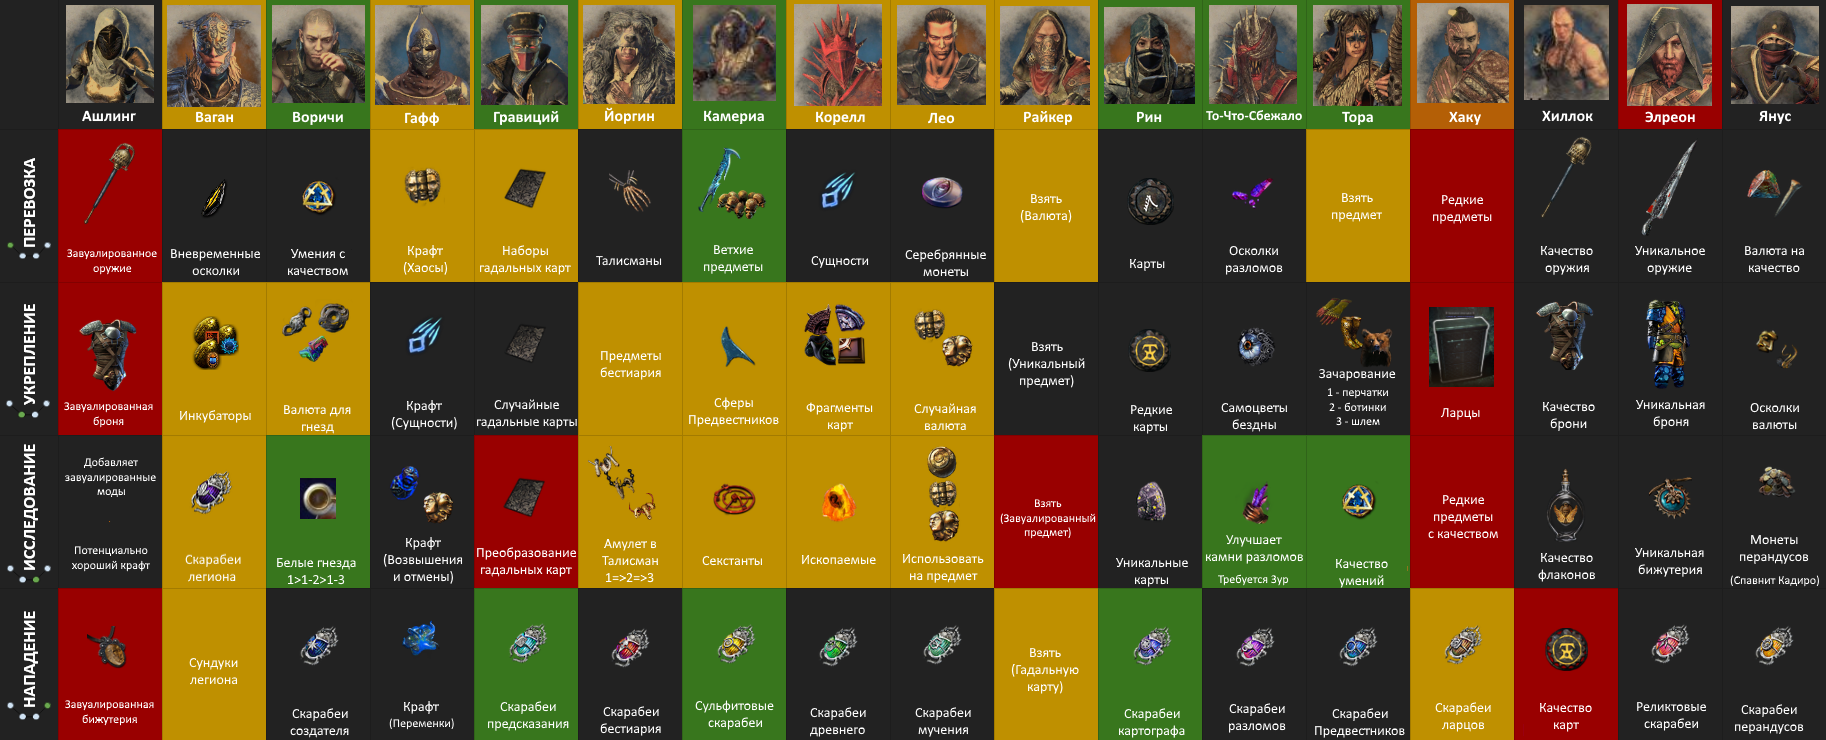 Ашлинг
Ваган
Воричи
Гафф
Гравиций
Йоргин
Камериа
Корелл
Лео
Райкер
Рин
То-Что-Сбежало
Тора
Хаку
Хиллок
Элреон
Янус
ПЕРЕВОЗКА
Завуалированное
оружие
Вневременные
осколки
Умения с
качеством
Крафт
(Хаосы)
Наборы
гадальных карт
Талисманы
Ветхие
предметы
Сущности
Серебрянные
монеты
Взять
(Валюта)
Карты
Осколки
разломов
Взять
предмет
Редкие
предметы
Качество
оружия
Уникальное
оружие
Валюта на
качество
УКРЕПЛЕНИЕ
Завуалированная
броня
Инкубаторы
Валюта для
гнезд
Крафт
(Сущности)
Случайные
гадальные карты
Предметы
бестиария
Сферы
Предвестников
Фрагменты
карт
Случайная
валюта
Взять
(Уникальный
предмет)
Редкие
карты
Самоцветы
бездны
Зачарование
1 - перчатки
2 - ботинки
3 - шлем
Ларцы
Качество
брони
Уникальная
броня
Осколки
валюты
ИССЛЕДОВАНИЕ
Добавляет
завуалированные
моды
Потенциально
хороший крафт
Скарабеи
легиона
Белые гнезда
1>1-2>1-3
Крафт
(Возвышения
и отмены)
Преобразование
гадальных карт
Амулет в
Талисман
1=>2=>3
Секстанты
Ископаемые
Использовать
на предмет
Взять
(Завуалированный
предмет)
Уникальные
карты
Улучшает
камни разломов
Требуется Зур
Качество
умений
Редкие
предметы
с качеством
Качество
флаконов
Уникальная
бижутерия
Монеты
перандусов
(Спавнит Кадиро)
НАПАДЕНИЕ
Завуалированная
бижутерия
Сундуки
легиона
Скарабеи
создателя
Крафт
(Переменки)
Скарабеи
предсказания
Скарабеи
бестиария
Сульфитовые
скарабеи
Скарабеи
древнего
Скарабеи
мучения
Взять
(Гадальную
карту)
Скарабеи
картографа
Скарабеи
разломов
Скарабеи
Предвестников
Скарабеи
ларцов
Качество
карт
Реликтовые
скарабеи
Скарабеи
перандусов